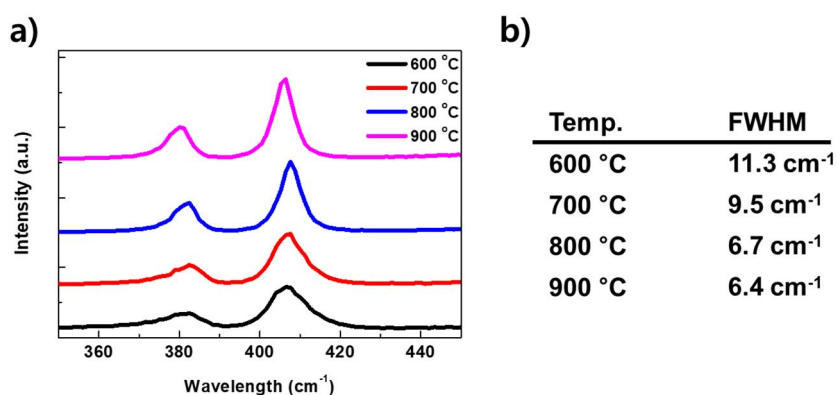 a)
600 °C
700 °C
800 °C
900 °C
Intensity (a.u.)
360 380 400 420 440
Wavelength (cm-1)
b)
Temp. FWHM
600 °C 11.3 cm-1
700 °C 9.5 cm-1
800 °C 6.7 cm-1
900 °C 6.4 cm-1